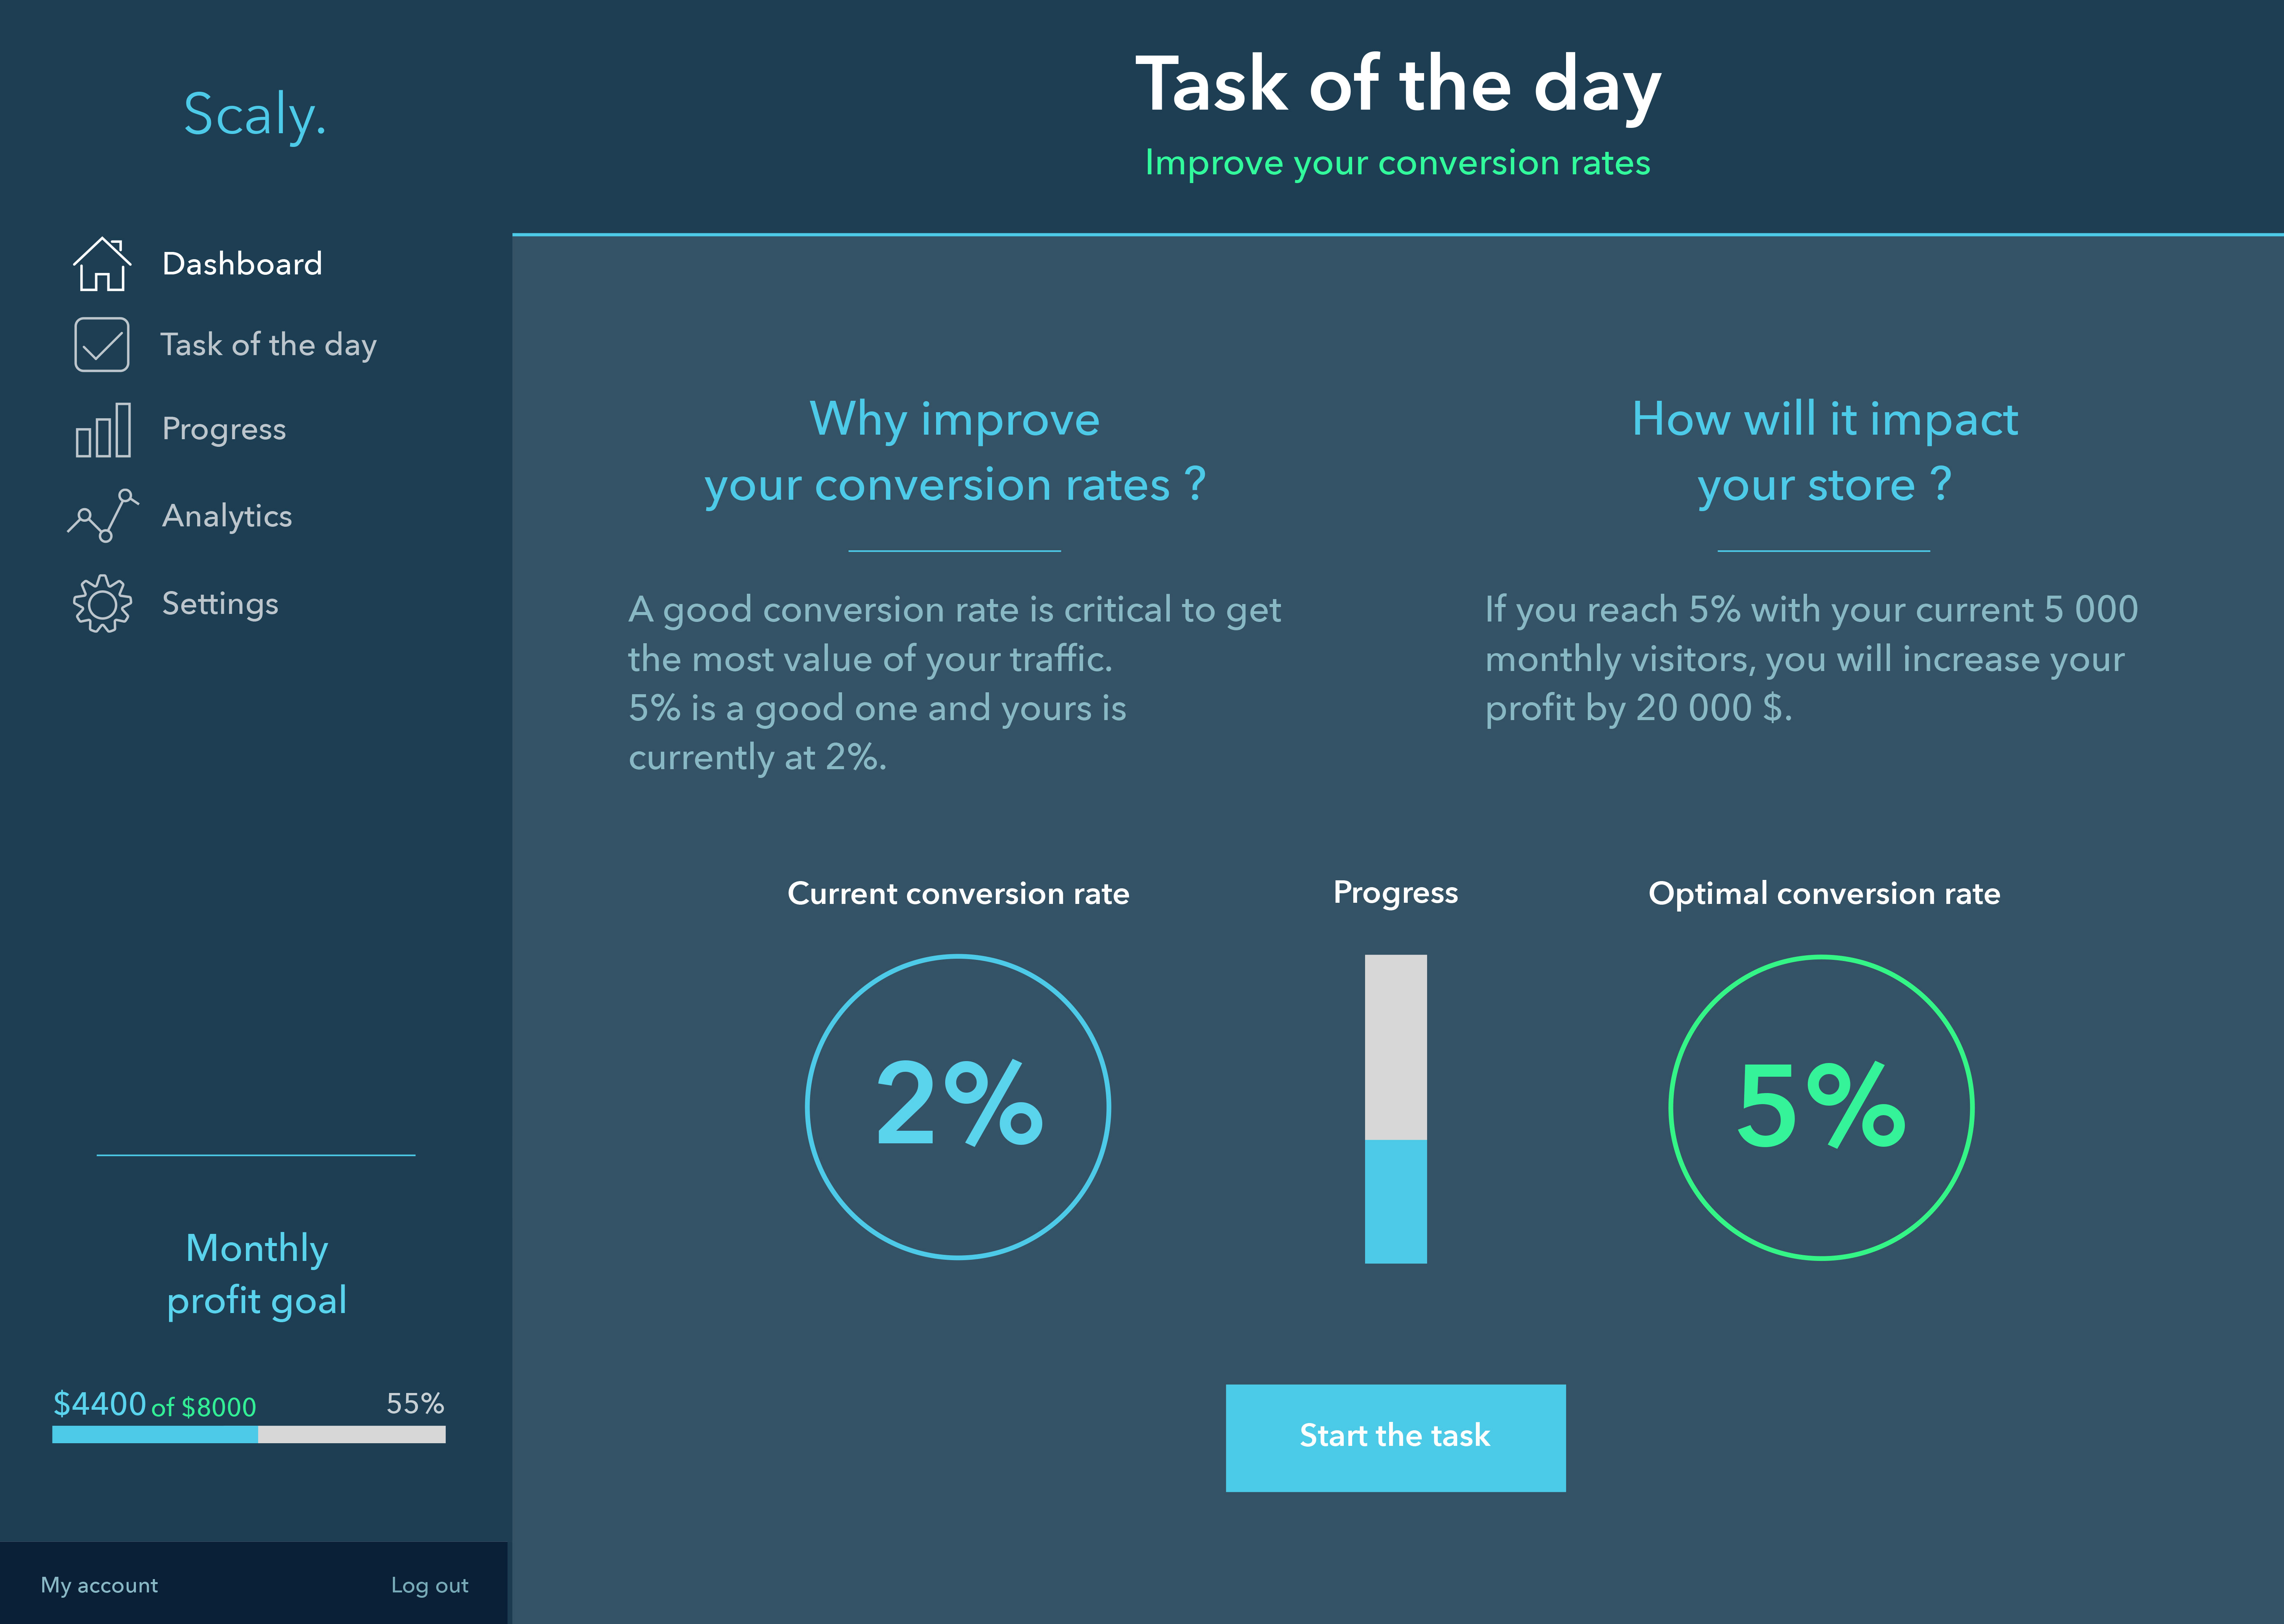 Scaly.
Dashboard
Task of the day
Progress
Analytics
Settings
Monthly
profit goal
$4400 of $8000 55%
My account
Log out
Task of the day
Improve your conversion rates
Why improve
your conversion rates ?
A good conversion rate is critical to get
the most value of your traffic.
5% is a good one and yours is
currently at 2%.
How will it impact
your store ?
If you reach 5% with your current 5 000
monthly visitors, you will increase your
profit by 20 000 $.
Current conversion rate
2%
Progress
Optimal conversion rate
5%
Start the task